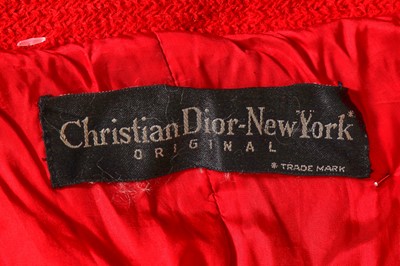 Christian Dior-New York®
ORIGINAL
® TRADE MARK